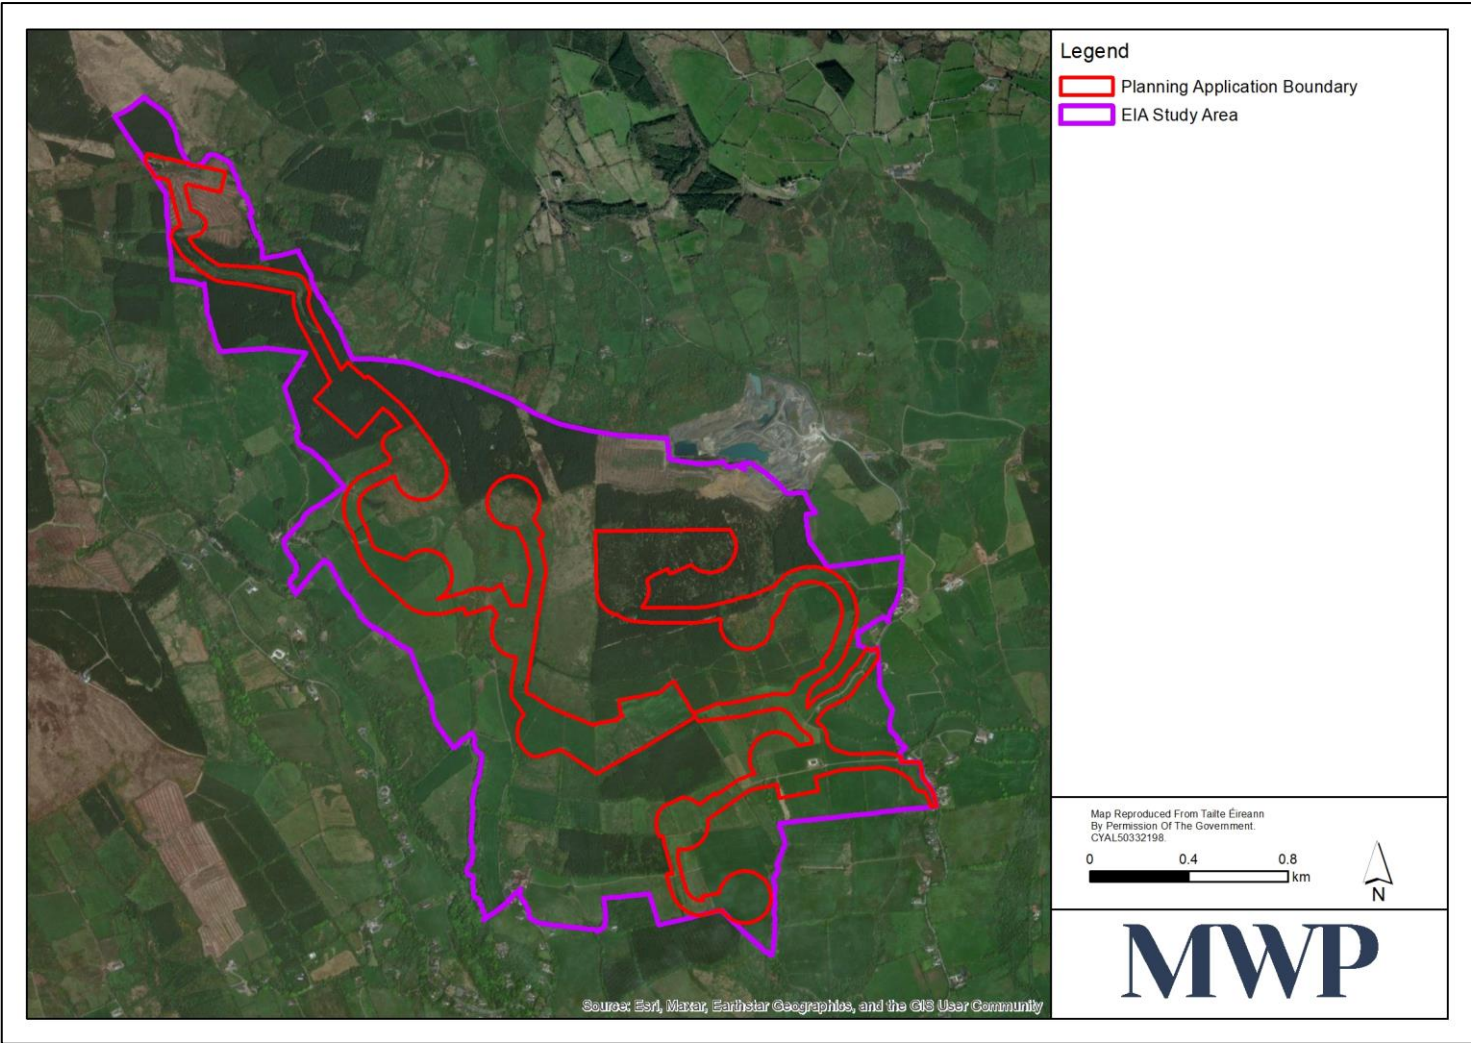 Legend
Planning Application Boundary
EIA Study Area
Map Reproduced From Tailte Éireann
By Permission Of The Government.
CYAL50332198.
0 0.4 0.8
km
N
MWP
Source: Esri, Maxar, Earthstar Geographics, and the GIS User Community